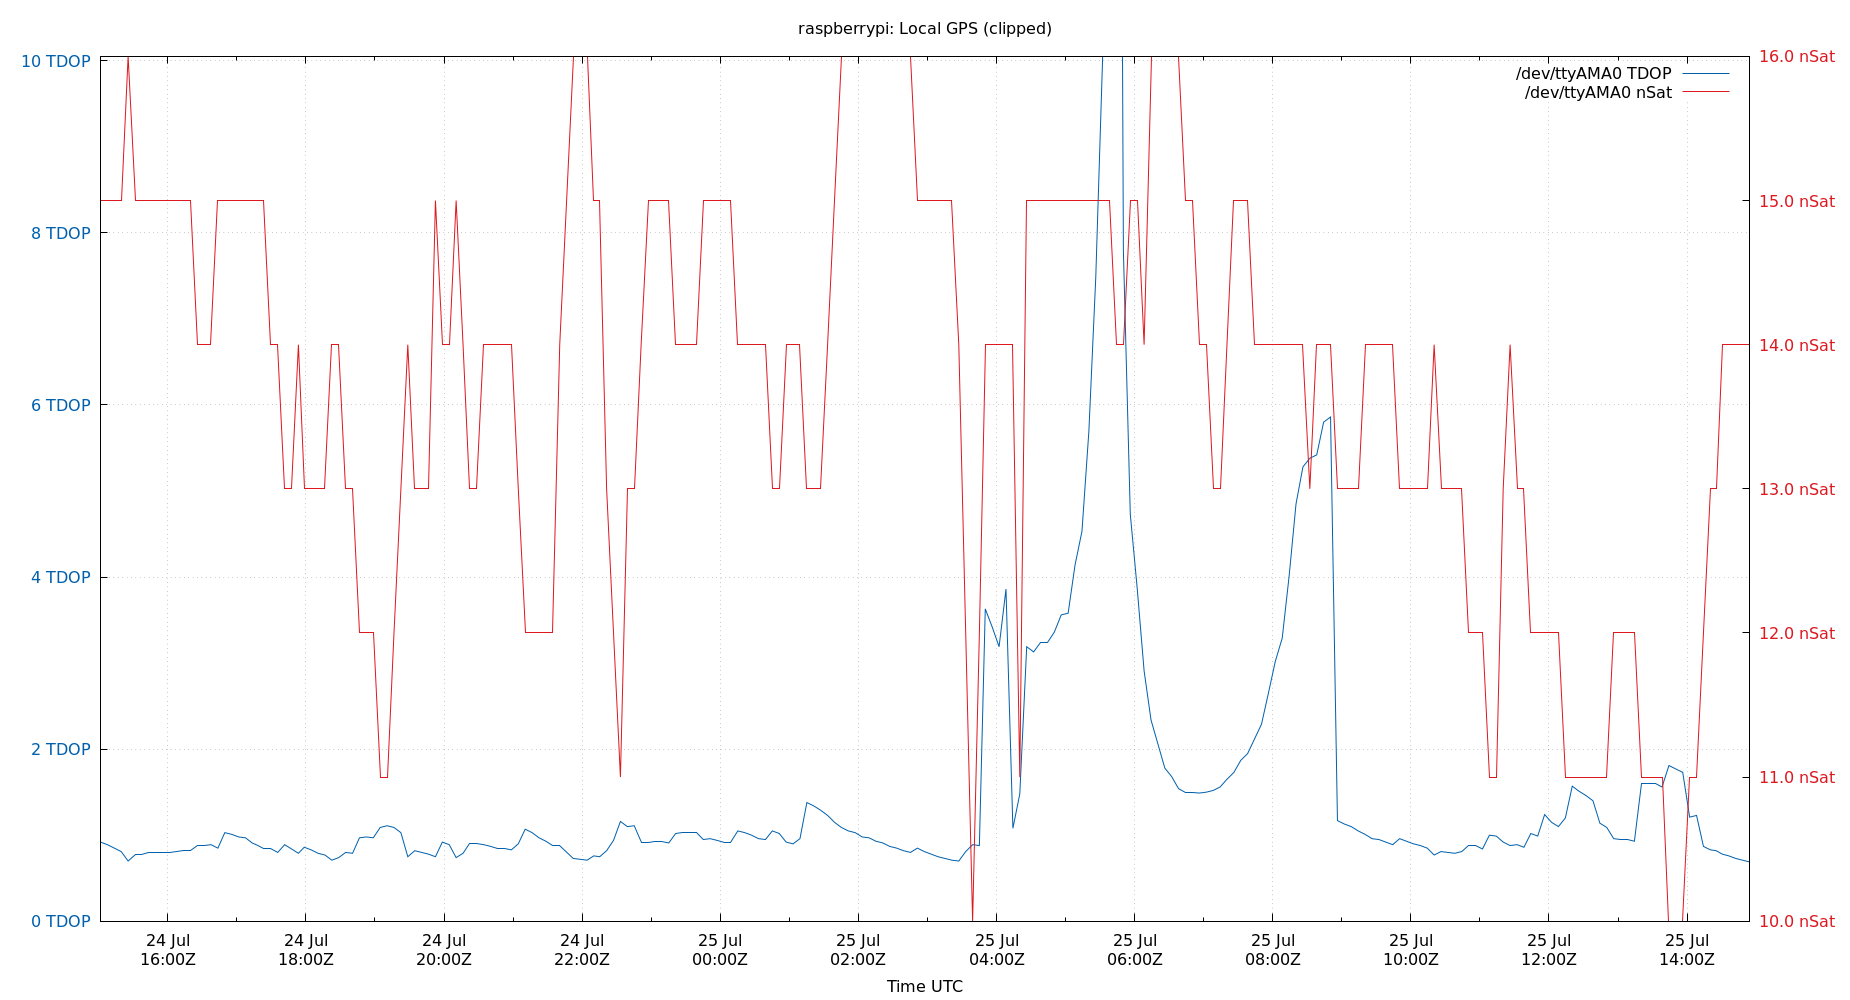 raspberrypi: Local GPS (clipped)
10 TDOP
8 TDOP
6 TDOP
4 TDOP
2 TDOP
0 TDOP
16.0 nSat
15.0 nSat
14.0 nSat
13.0 nSat
12.0 nSat
11.0 nSat
10.0 nSat
/dev/ttyAMA0 TDOP
/dev/ttyAMA0 nSat
24 Jul
16:00Z
24 Jul
18:00Z
24 Jul
20:00Z
24 Jul
22:00Z
25 Jul
00:00Z
25 Jul
02:00Z
25 Jul
04:00Z
25 Jul
06:00Z
25 Jul
08:00Z
25 Jul
10:00Z
25 Jul
12:00Z
25 Jul
14:00Z
Time UTC